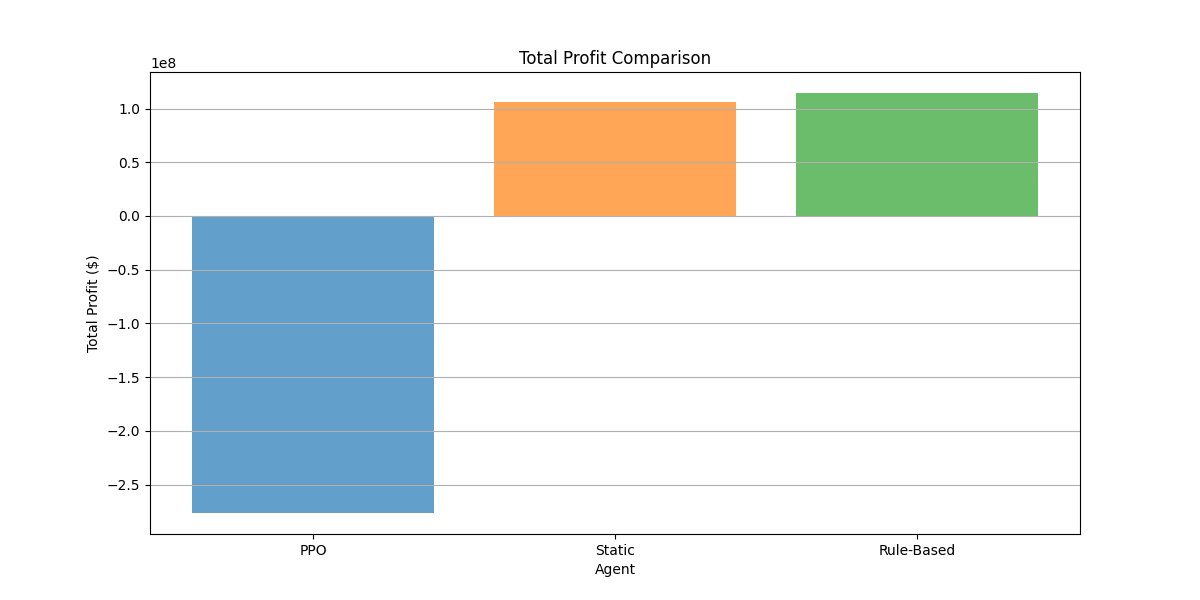 Total Profit Comparison
1e8
1.0
0.5
0.0
−0.5
−1.0
−1.5
−2.0
−2.5
Total Profit ($)
PPO Static Rule-Based
Agent